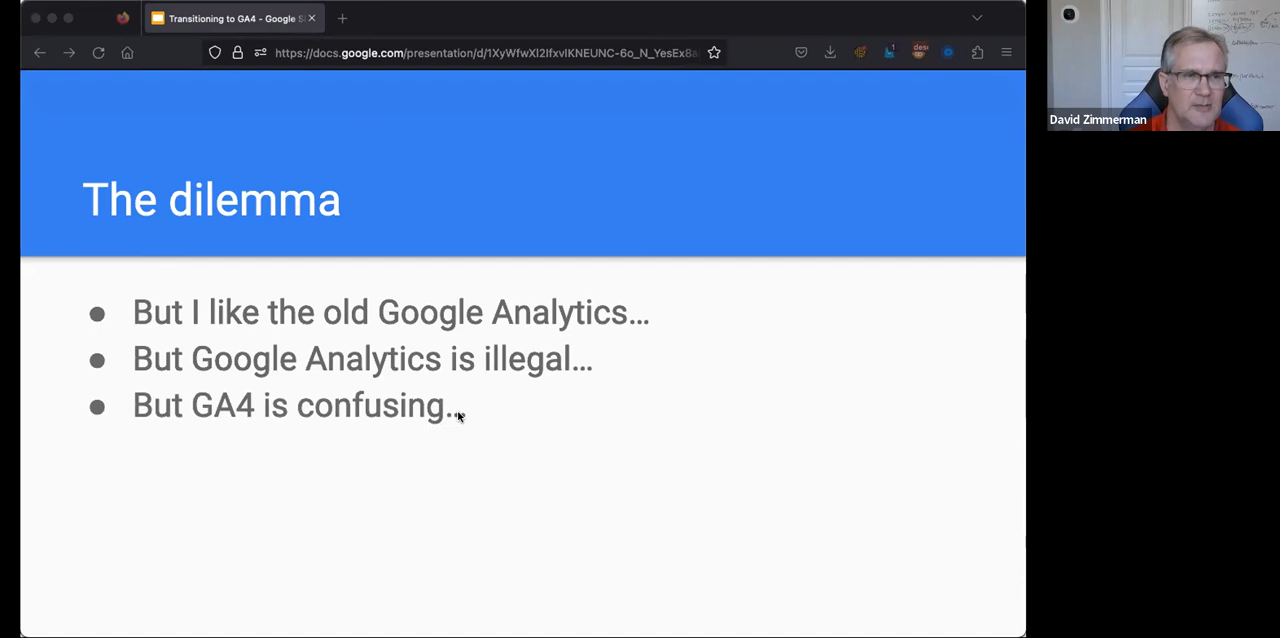 Transitioning to GA4 - Google S
https://docs.google.com/presentation/d/1XyWfwXI2IfxvIKNEUNC-6o_N_YesEx8a
The dilemma
● But I like the old Google Analytics…
● But Google Analytics is illegal…
● But GA4 is confusing…
David Zimmerman